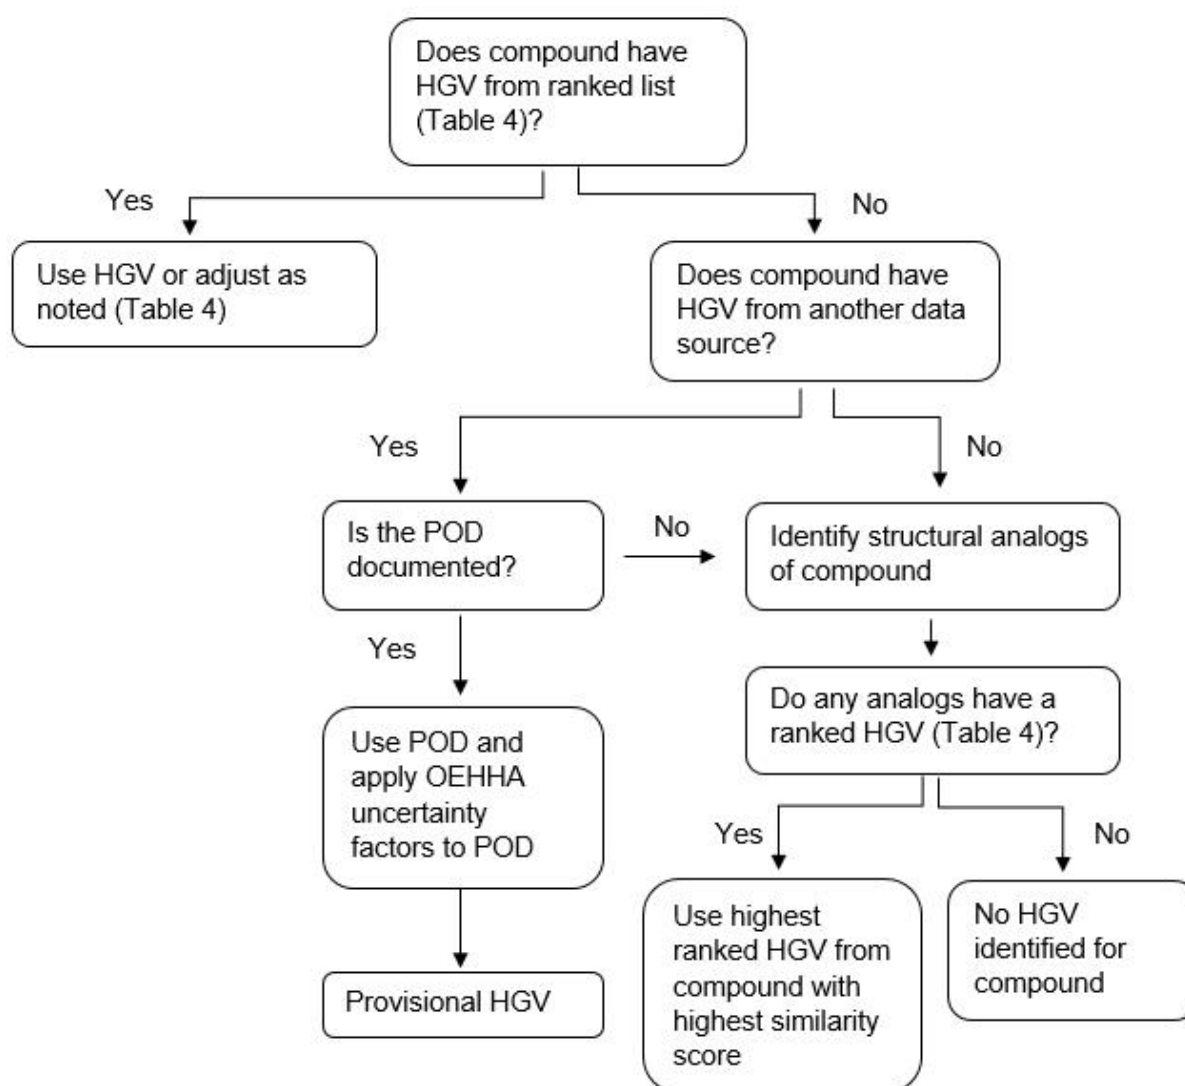 Does compound have
HGV from ranked list
(Table 4)?
Yes
No
Use HGV or adjust as
noted (Table 4)
Does compound have
HGV from another data
source?
Yes
No
Is the POD
documented?
No
Identify structural analogs
of compound
Yes
Do any analogs have a
ranked HGV (Table 4)?
Use POD and
apply OEHHA
uncertainty
factors to POD
Yes
No
Use highest
ranked HGV from
compound with
highest similarity
score
No HGV
identified for
compound
Provisional HGV